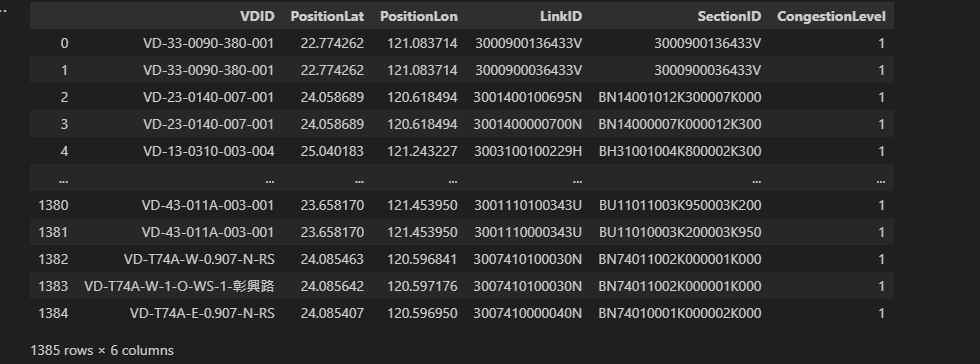 VDID PositionLat PositionLon LinkID SectionID CongestionLevel
0 VD-33-0090-380-001 22.774262 121.083714 3000900136433V 3000900136433V 1
1 VD-33-0090-380-001 22.774262 121.083714 3000900036433V 3000900036433V 1
2 VD-23-0140-007-001 24.058689 120.618494 3001400100695N BN14001012K300007K000 1
3 VD-23-0140-007-001 24.058689 120.618494 3001400000700N BN14000007K000012K300 1
4 VD-13-0310-003-004 25.040183 121.243227 3003100100229H BH31001004K800002K300 1
... ... ... ... ... ... ...
1380 VD-43-011A-003-001 23.658170 121.453950 3001110100343U BU11011003K950003K200 1
1381 VD-43-011A-003-001 23.658170 121.453950 3001110000343U BU11010003K200003K950 1
1382 VD-T74A-W-0.907-N-RS 24.085463 120.596841 3007410100030N BN74011002K000001K000 1
1383 VD-T74A-W-1-O-WS-1-彰興路 24.085642 120.597176 3007410100030N BN74011002K000001K000 1
1384 VD-T74A-E-0.907-N-RS 24.085407 120.596950 3007410000040N BN74010001K000002K000 1
1385 rows × 6 columns